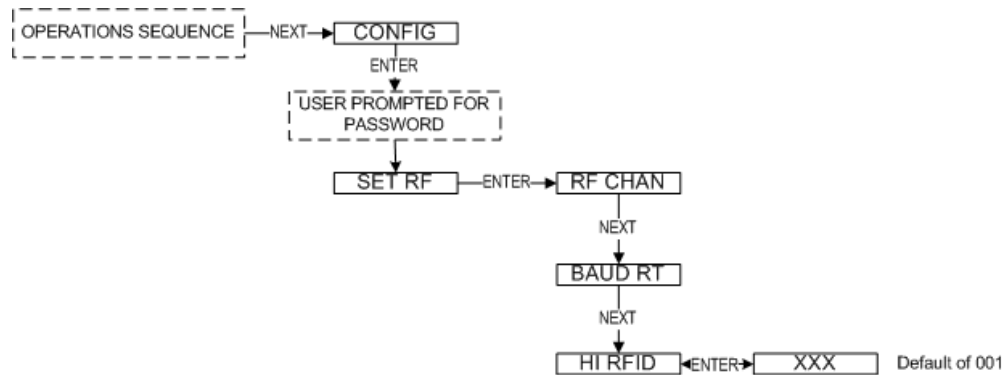 OPERATIONS SEQUENCE
NEXT
CONFIG
ENTER
USER PROMPTED FOR
PASSWORD
SET RF
ENTER
RF CHAN
NEXT
BAUD RT
NEXT
HI RFID
ENTER
XXX
Default of 001